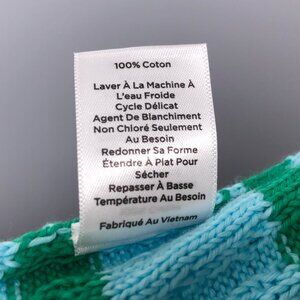 100% Coton
Laver À La Machine À
L'eau Froide
Cycle Délicat
Agent De Blanchiment
Non Chloré Seulement
Au Besoin
Redonner Sa Forme
Étendre À Plat Pour
Sécher
Repasser À Basse
Température Au Besoin
Fabriqué Au Vietnam